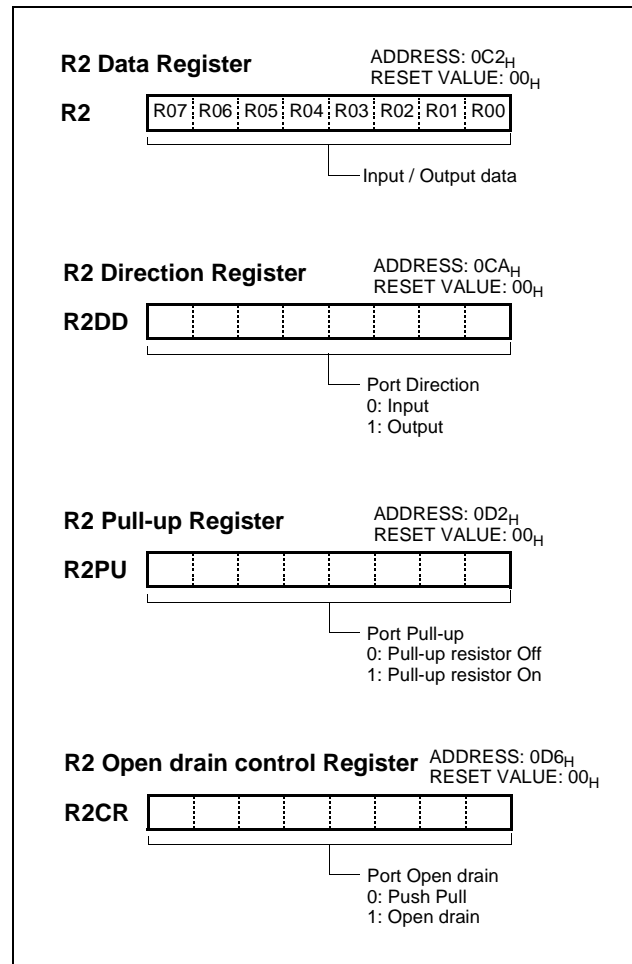 R2 Data Register
ADDRESS: 0C2H
RESET VALUE: 00H
R2
R07 R06 R05 R04 R03 R02 R01 R00
Input / Output data
R2 Direction Register
ADDRESS: 0CAH
RESET VALUE: 00H
R2DD
Port Direction
0: Input
1: Output
R2 Pull-up Register
ADDRESS: 0D2H
RESET VALUE: 00H
R2PU
Port Pull-up
0: Pull-up resistor Off
1: Pull-up resistor On
R2 Open drain control Register
ADDRESS: 0D6H
RESET VALUE: 00H
R2CR
Port Open drain
0: Push Pull
1: Open drain